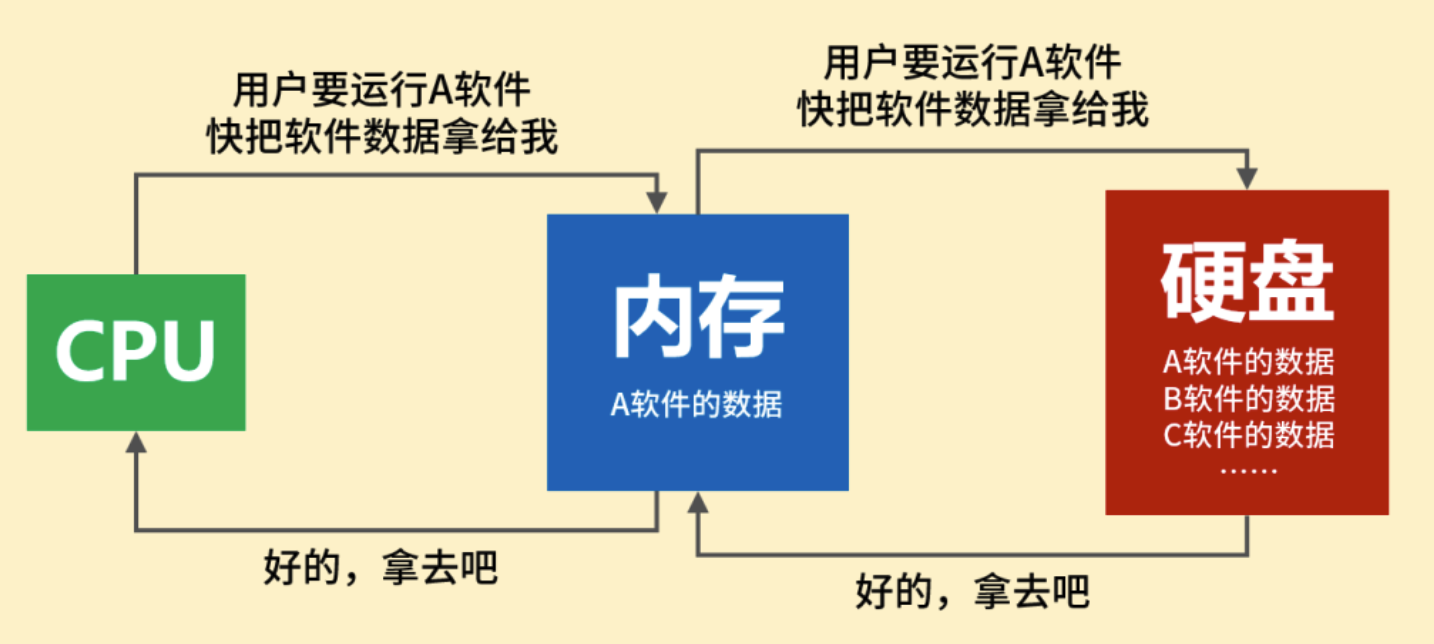 用户要运行A软件
快把软件数据拿给我
用户要运行A软件
快把软件数据拿给我
CPU
内存
A软件的数据
硬盘
A软件的数据
B软件的数据
C软件的数据
……
好的，拿去吧
好的，拿去吧